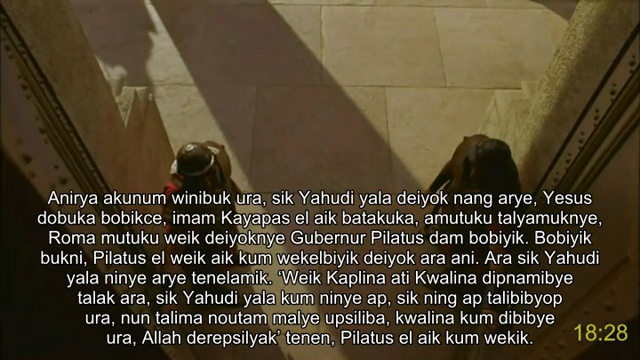 Anirya akunum winibuk ura, sik Yahudi yala deiyok nang arye, Yesus
dobuka bobikce, imam Kayapas el aik batakuka, amutuku talyamuknye,
Roma mutuku weik deiyoknye Gubernur Pilatus dam bobiyik. Bobiyik
bukni, Pilatus el weik aik kum wekelbiyik deiyok ara ani. Ara sik Yahudi
yala ninye arye tenelamik. ‘Weik Kaplina ati Kwalina dipnamibye
talak ara, sik Yahudi yala kum ninye ap, sik ning ap talibibyop
ura, nun talima noutam malye upsiliba, kwalina kum dibibye
ura, Allah derepsilyak’ tenen, Pilatus el aik kum wekik.
18:28